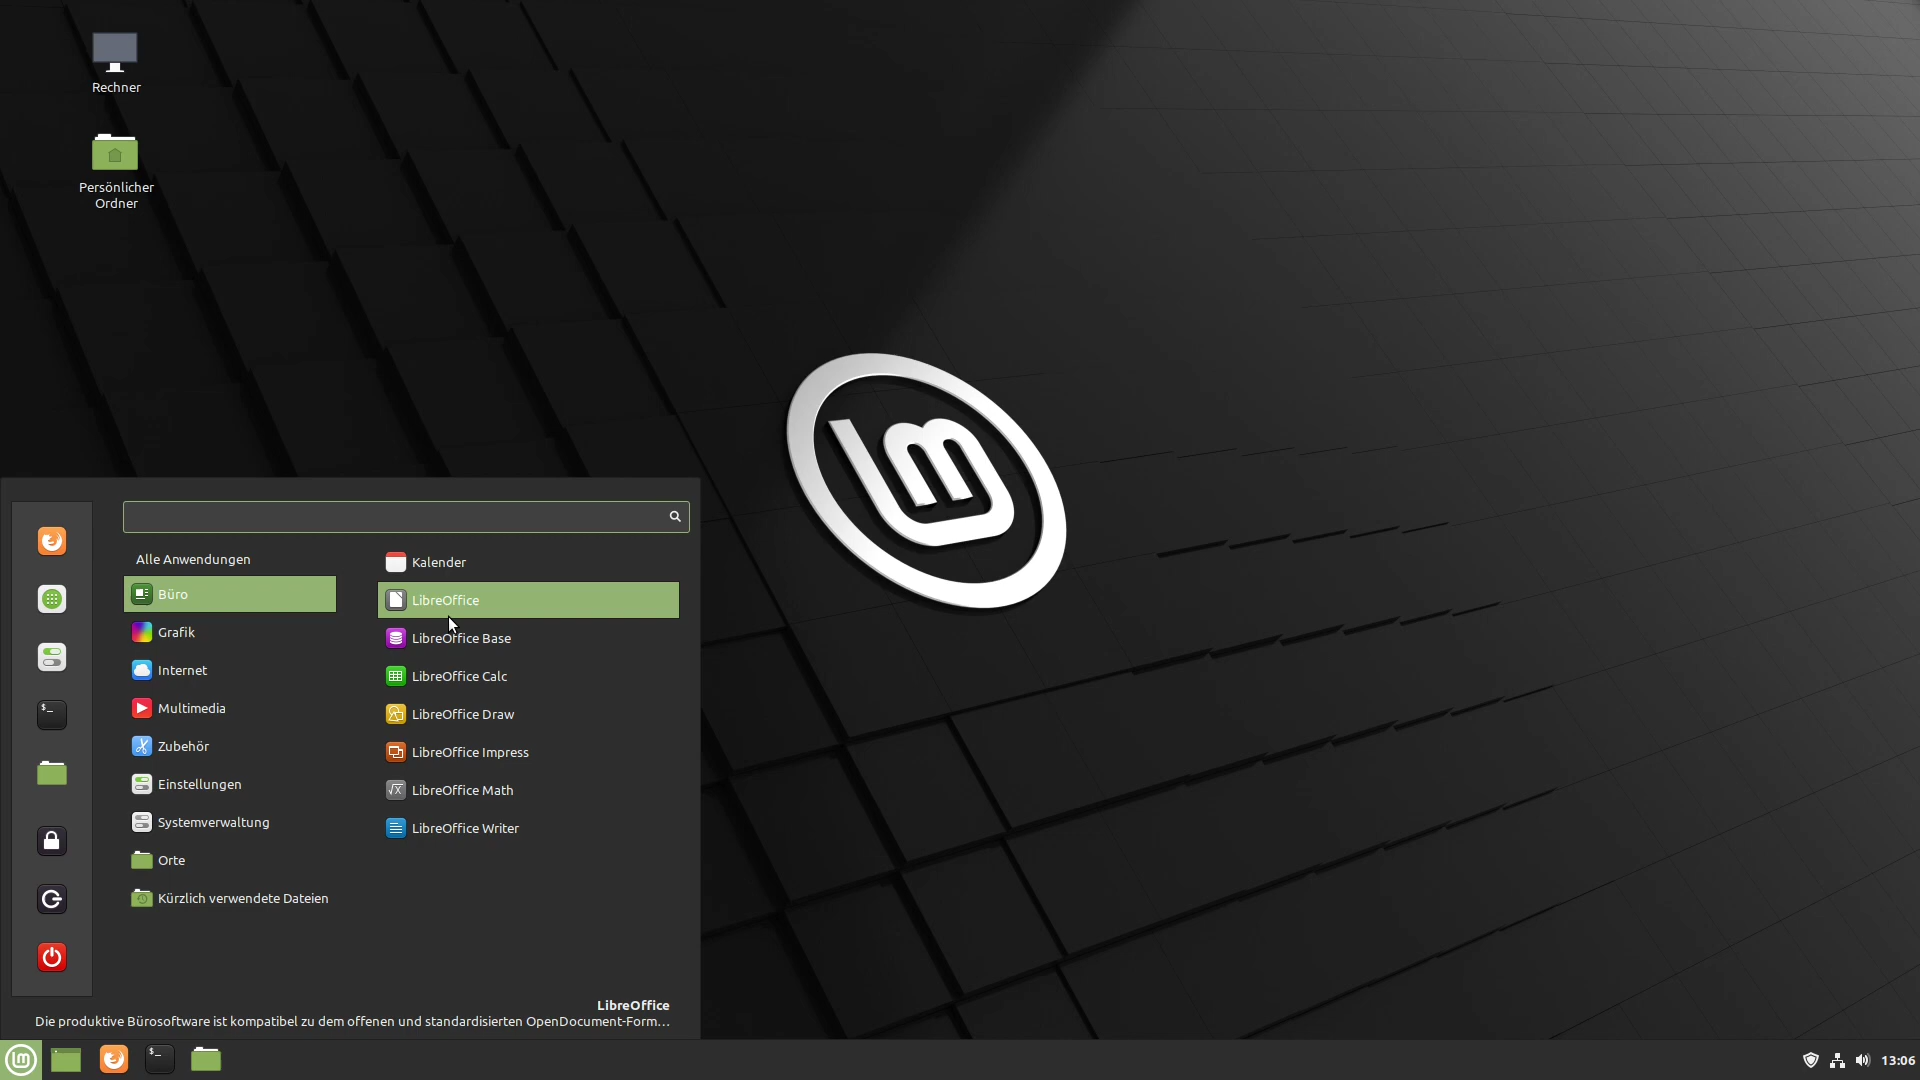 Rechner
Persönlicher
Ordner
Alle Anwendungen
Büro
Grafik
Internet
Multimedia
Zubehör
Einstellungen
Systemverwaltung
Orte
Kürzlich verwendete Dateien
Kalender
LibreOffice
LibreOffice Base
LibreOffice Calc
LibreOffice Draw
LibreOffice Impress
LibreOffice Math
LibreOffice Writer
LibreOffice
Die produktive Bürosoftware ist kompatibel zu dem offenen und standardisierten OpenDocument-Form...
13:06